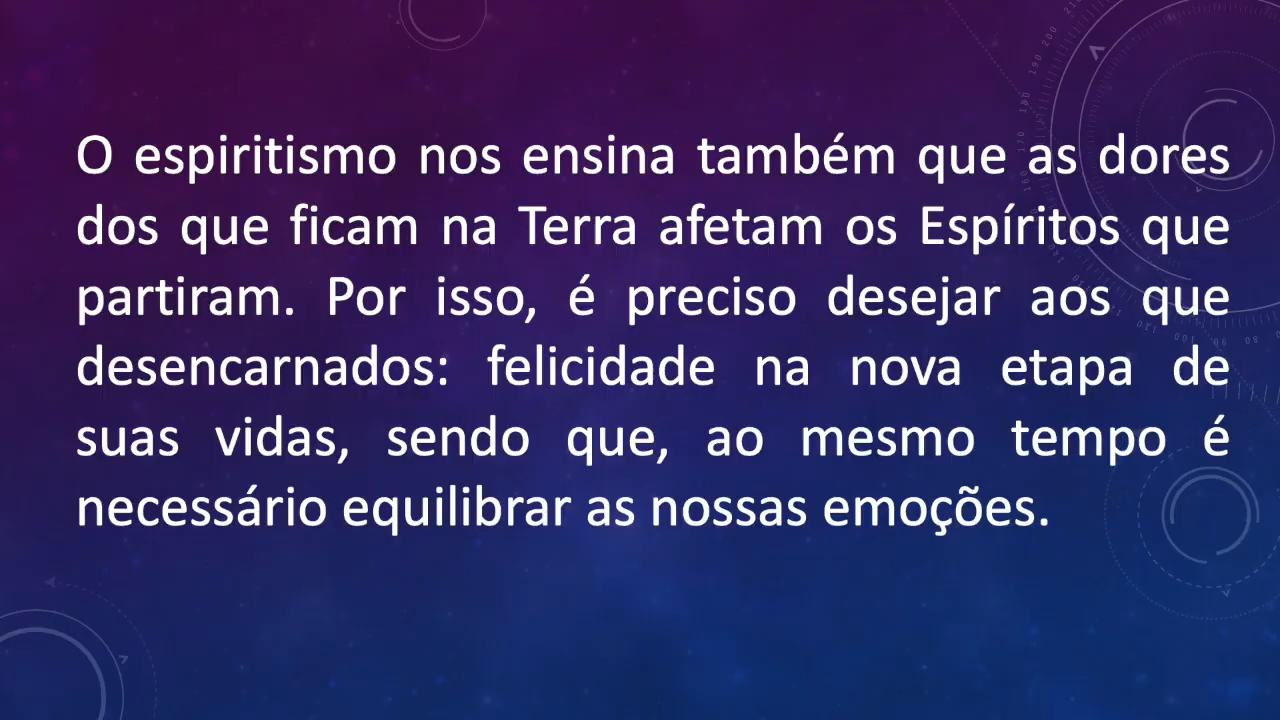 O espiritismo nos ensina também que as dores
dos que ficam na Terra afetam os Espíritos que
partiram. Por isso, é preciso desejar aos que
desencarnados: felicidade na nova etapa de
suas vidas, sendo que, ao mesmo tempo é
necessário equilibrar as nossas emoções.